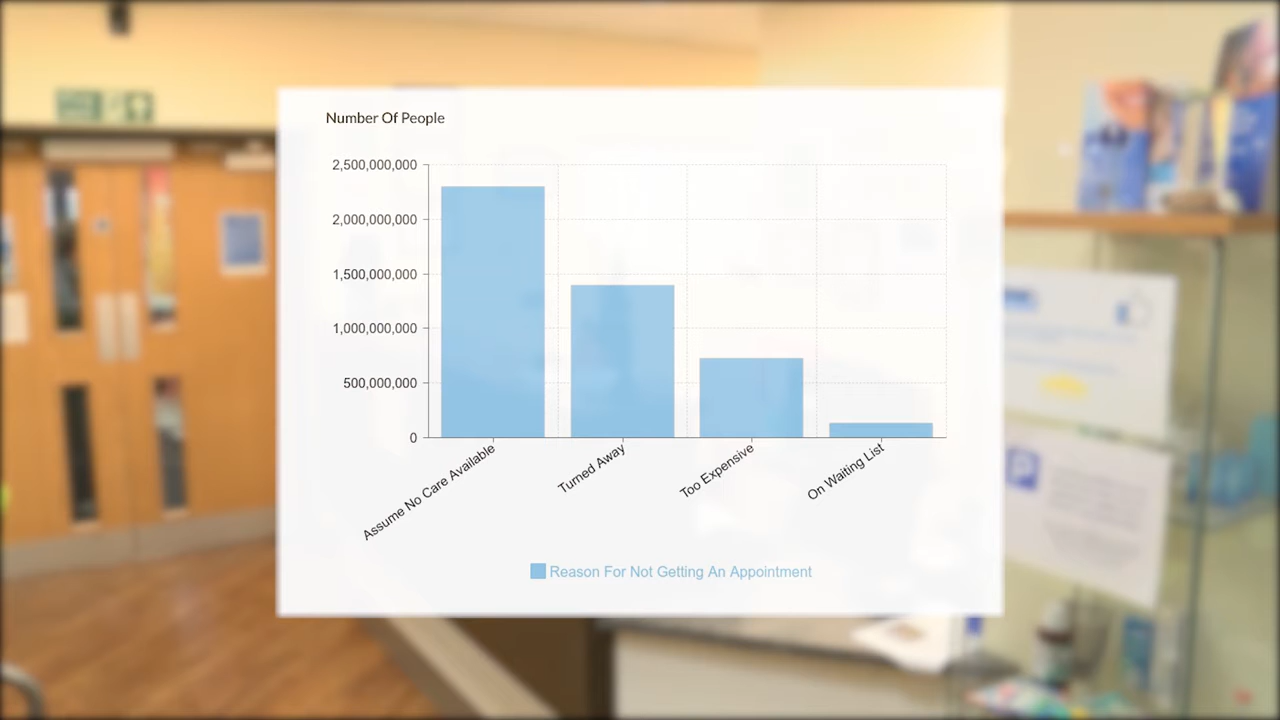 Number Of People
2,500,000,000
2,000,000,000
1,500,000,000
1,000,000,000
500,000,000
0
Assume No Care Available
Turned Away
Too Expensive
On Waiting List
Reason For Not Getting An Appointment
P